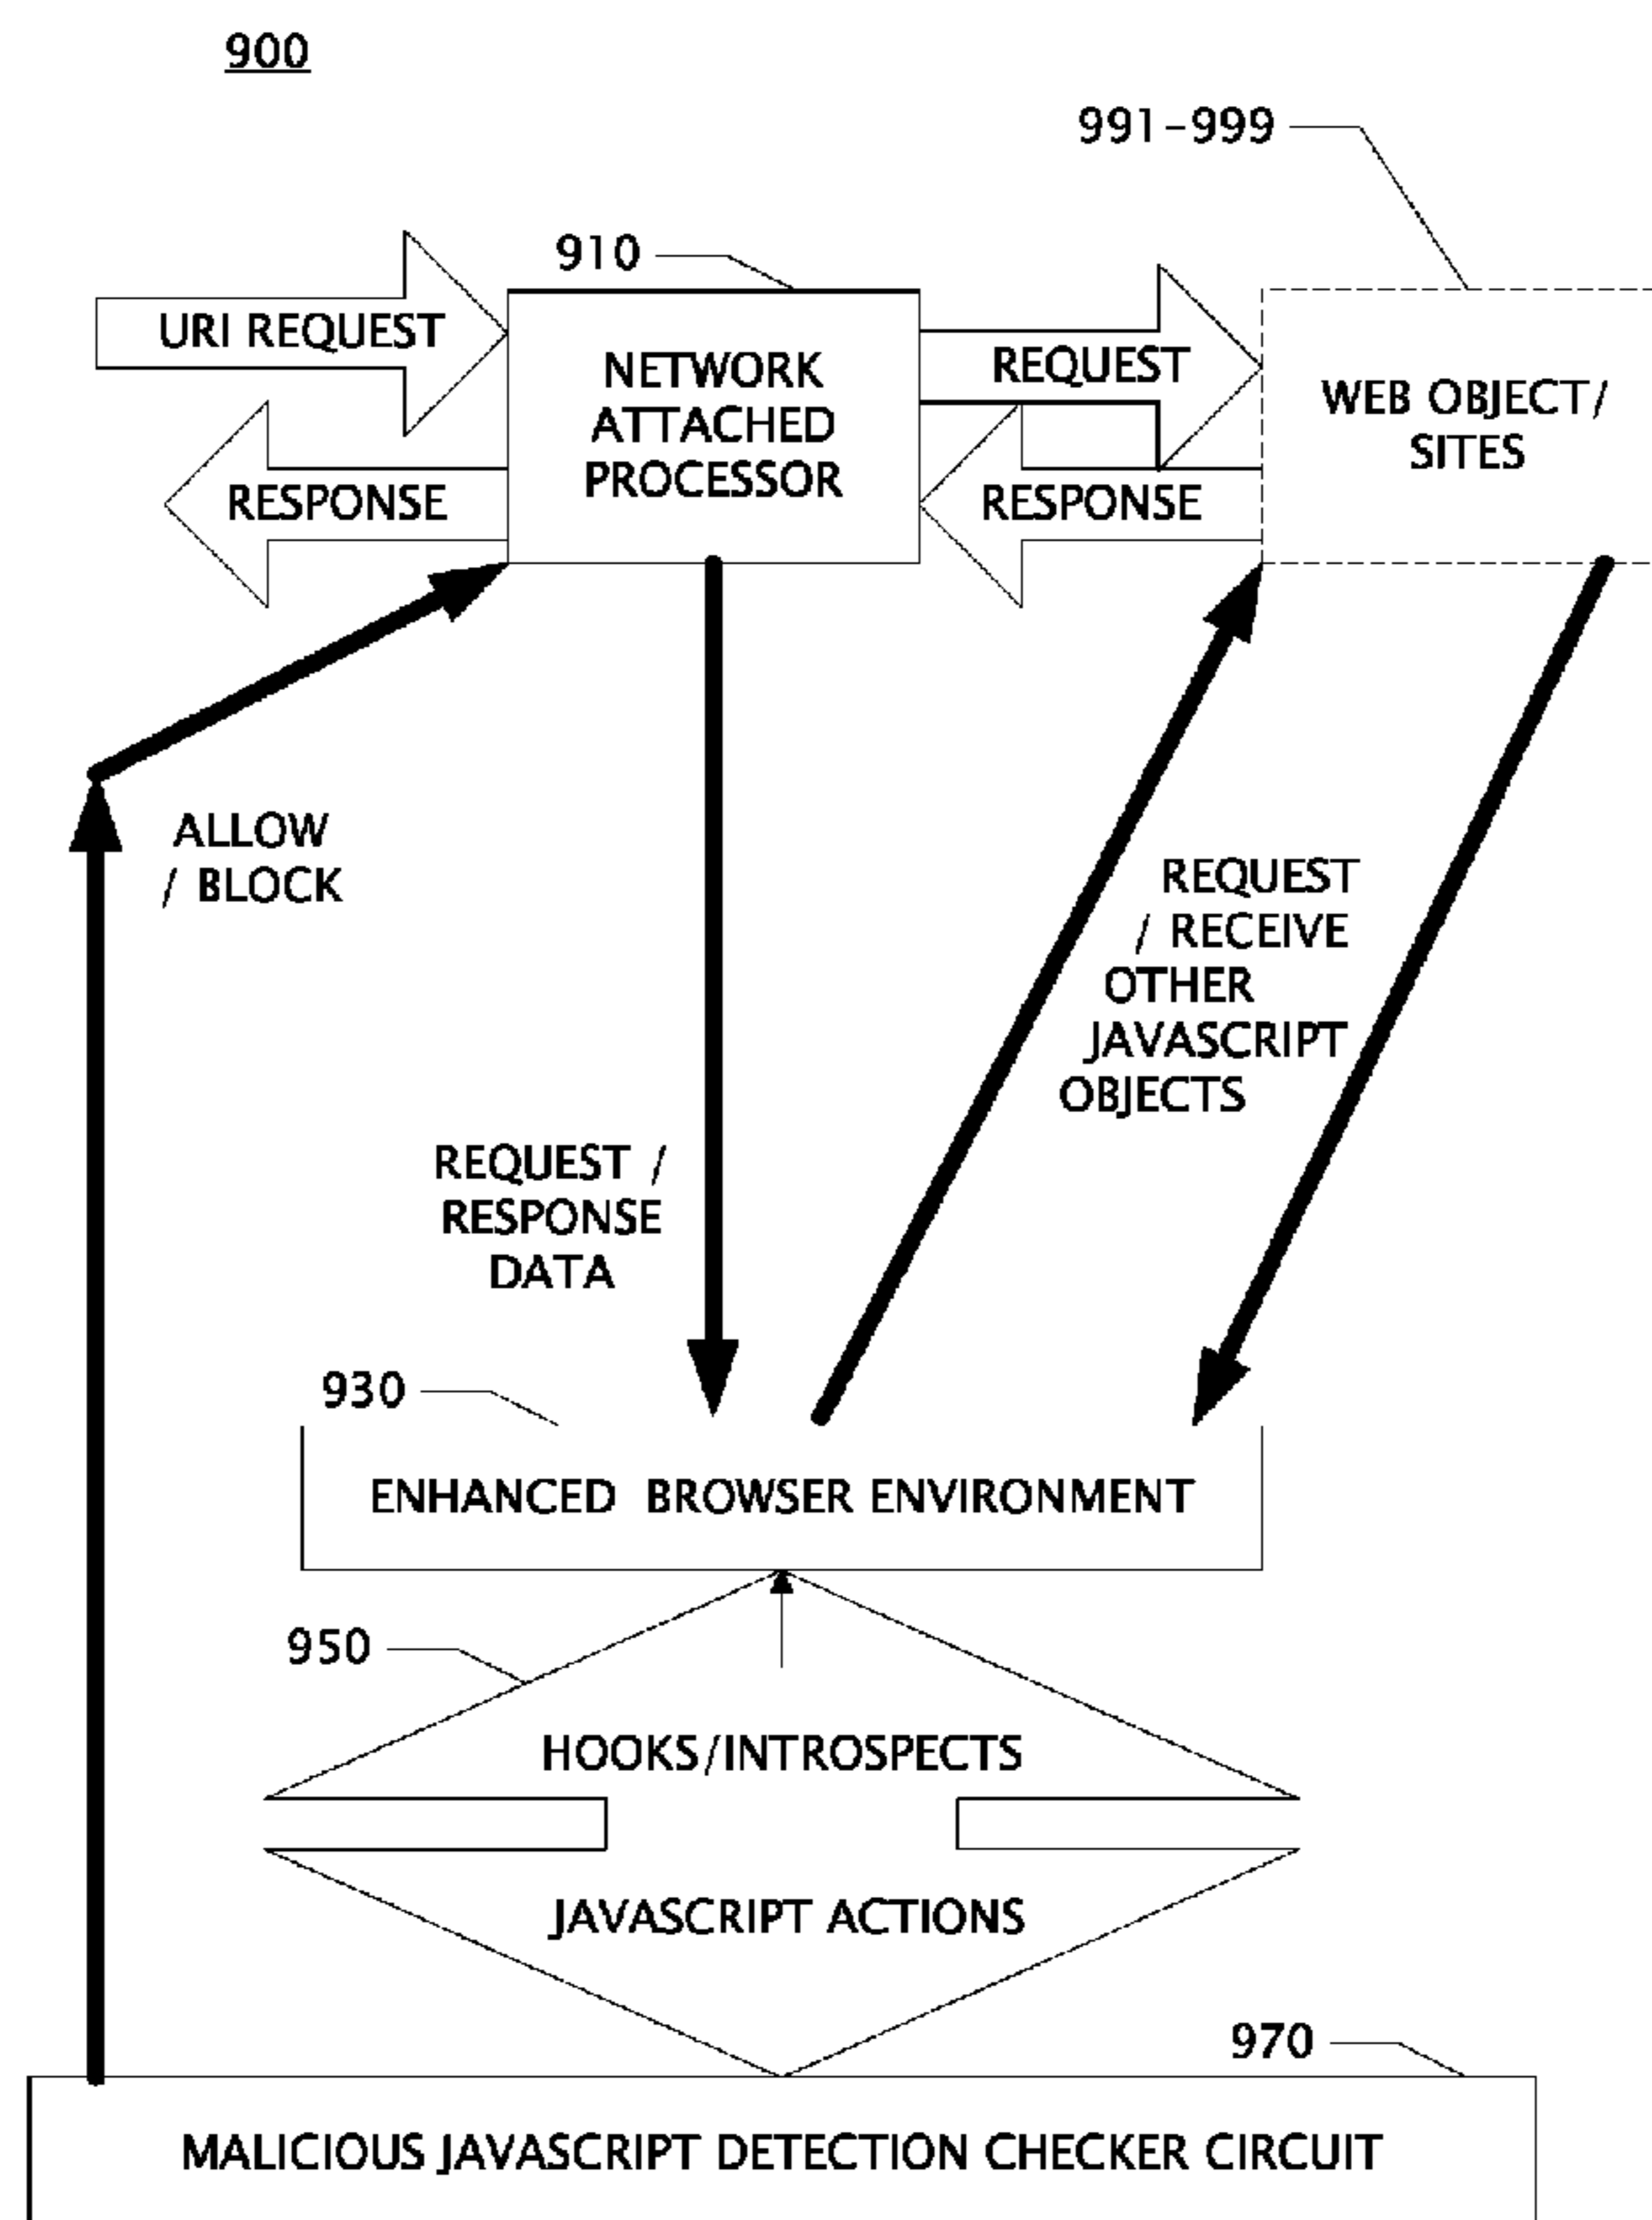 900
991-999
910
URI REQUEST
NETWORK
ATTACHED
PROCESSOR
REQUEST
WEB OBJECT/
SITES
RESPONSE
RESPONSE
ALLOW
/ BLOCK
REQUEST
/ RECEIVE
OTHER
JAVASCRIPT
OBJECTS
REQUEST /
RESPONSE
DATA
930
ENHANCED BROWSER ENVIRONMENT
950
HOOKS/INTROSPECTS
JAVASCRIPT ACTIONS
970
MALICIOUS JAVASCRIPT DETECTION CHECKER CIRCUIT